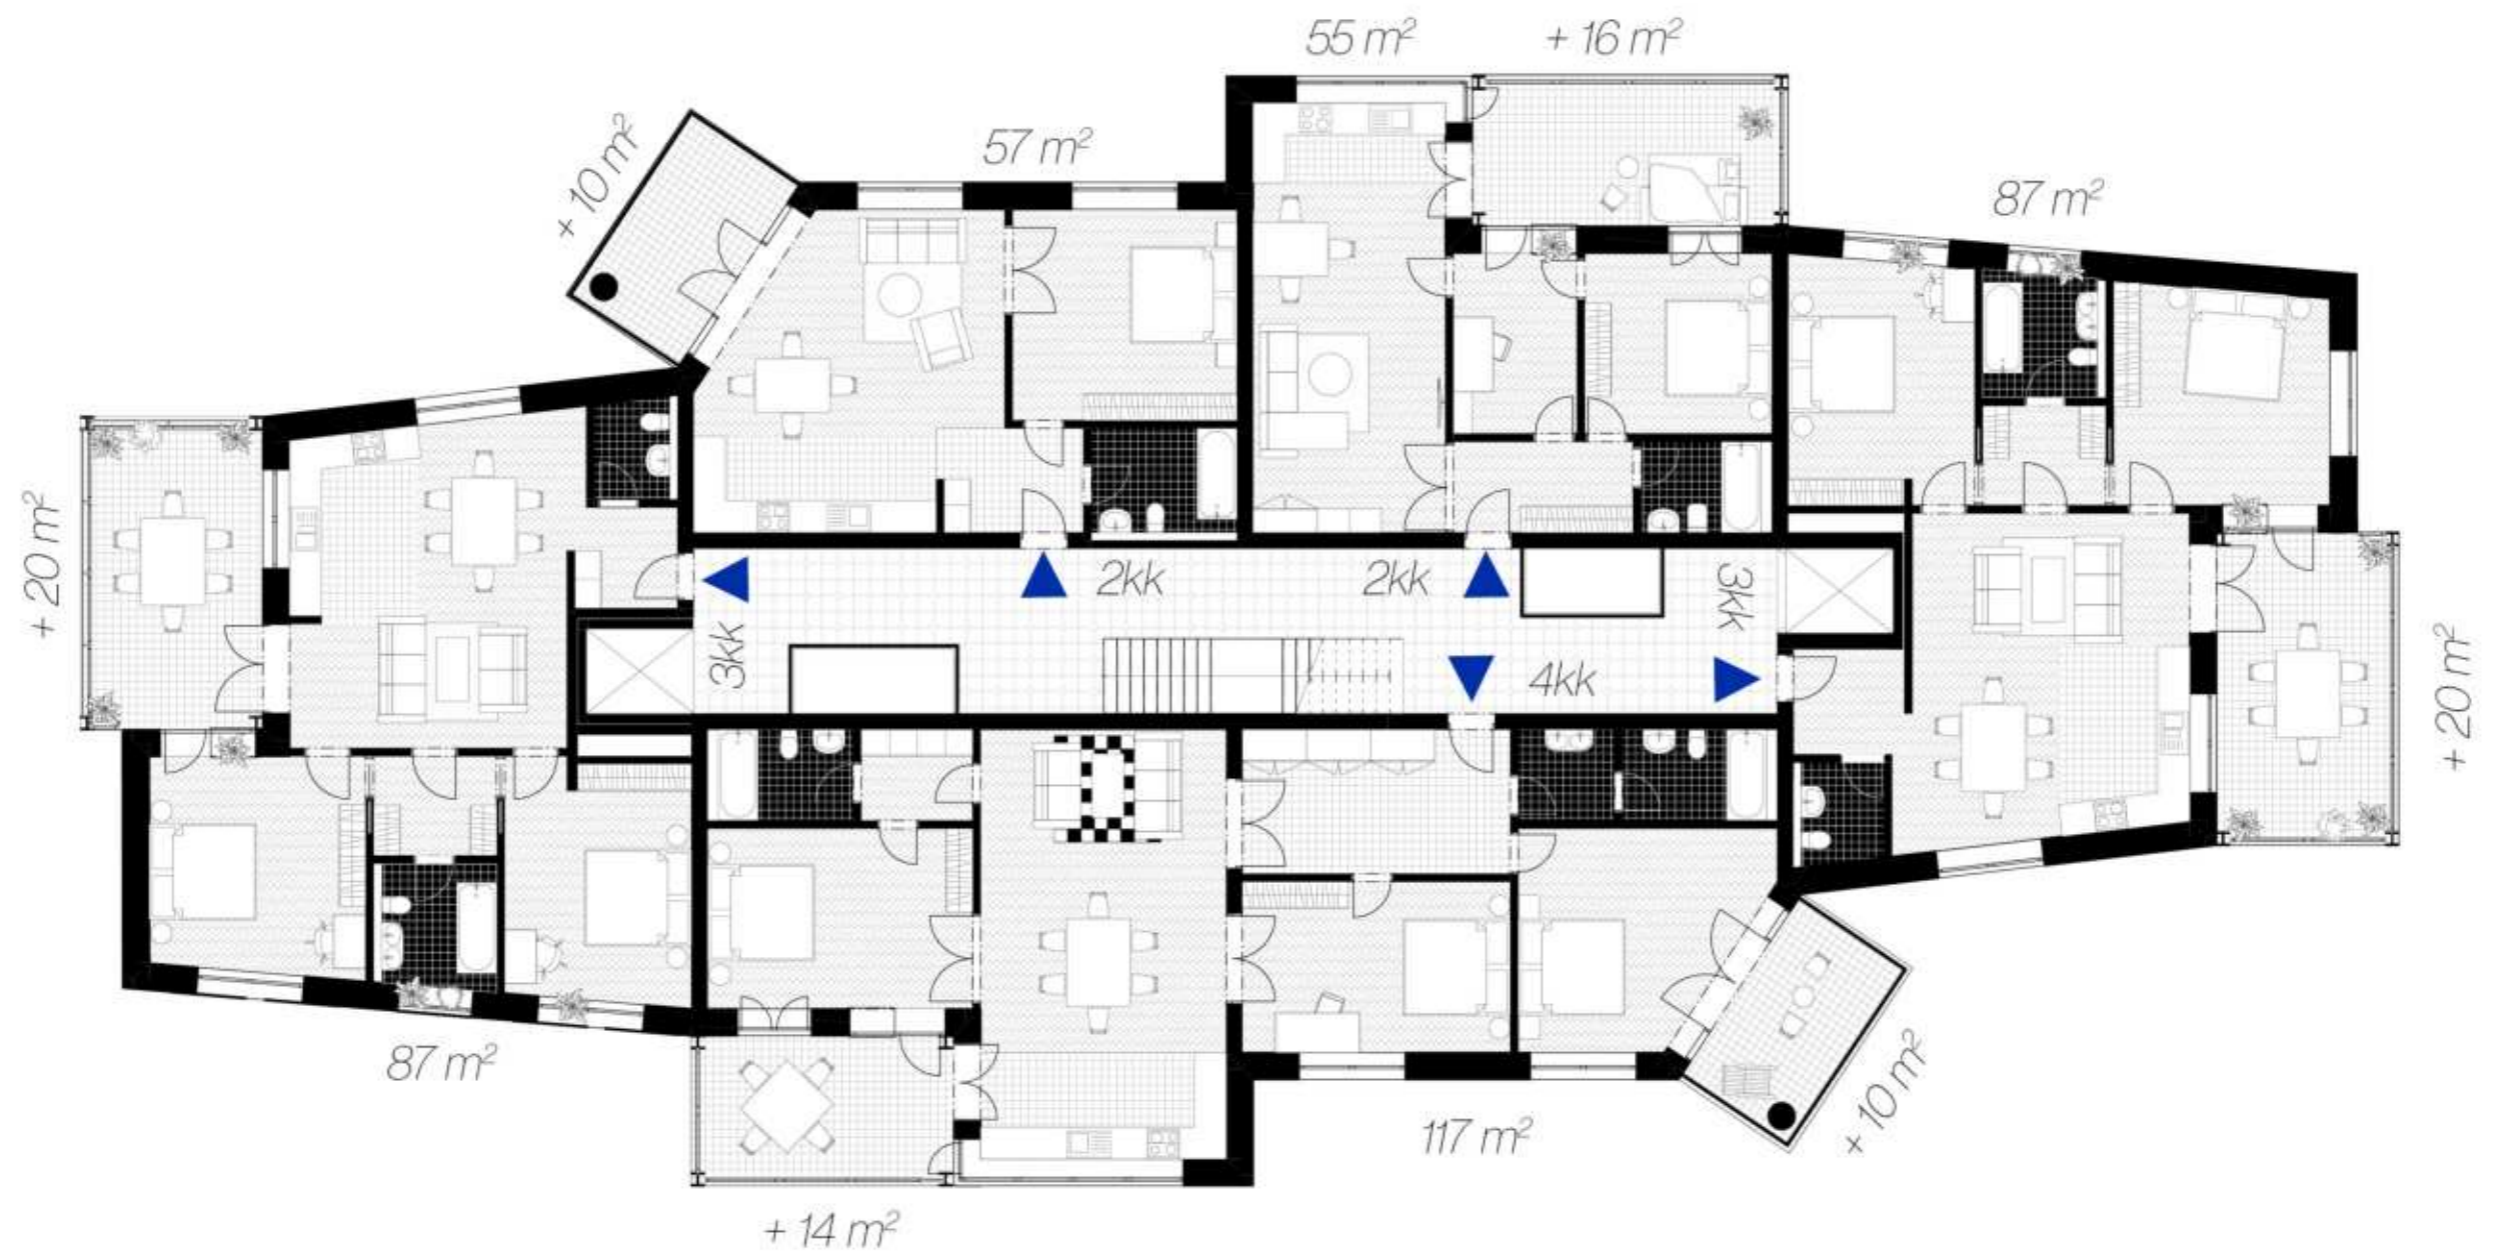 55 m²
+ 16 m²
+ 10 m²
57 m²
87 m²
+ 20 m²
2kk
2kk
3kk
3kk
4kk
+ 20 m²
87 m²
117 m²
+ 10 m²
+ 14 m²